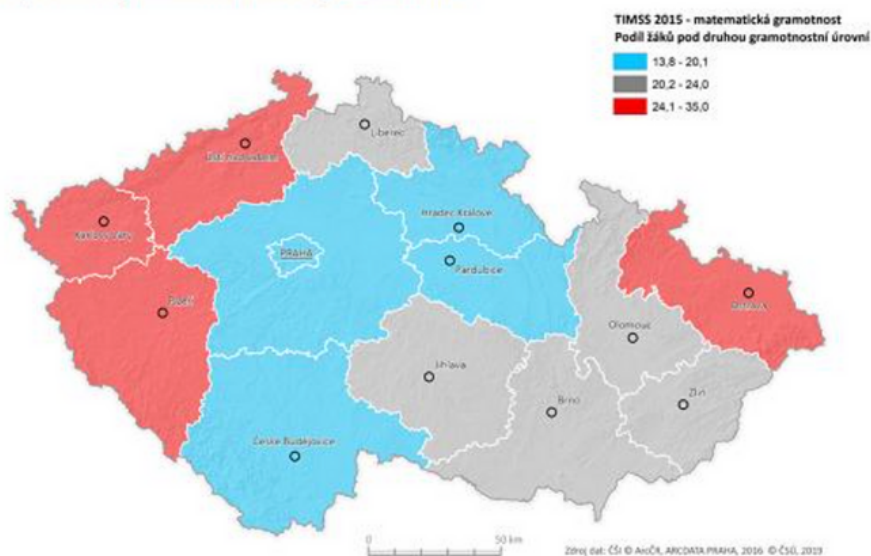 TIMSS 2015 - matematická gramotnost
Podíl žáků pod druhou gramotnostní úrovní
13,8 - 20,1
20,2 - 24,0
24,1 - 35,0
Liberec
Ústí nad Labem
Karlovy Vary
Hradec Králové
PRAHA
Pardubice
Plzeň
Ostrava
Olomouc
Jihlava
Zlín
Brno
České Budějovice
0 50 km
Zdroj dat: ČŠI © ArcČR, ARCDATA PRAHA, 2016 © ČSÚ, 2019